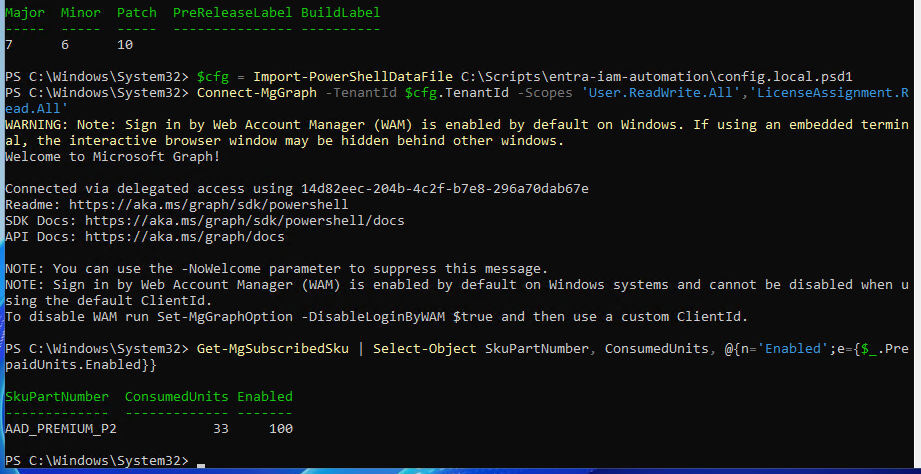 Major  Minor  Patch  PreReleaseLabel BuildLabel
-----  -----  -----  --------------- ----------
7      6      10
PS C:\Windows\System32> $cfg = Import-PowerShellDataFile C:\Scripts\entra-iam-automation\config.local.psd1
PS C:\Windows\System32> Connect-MgGraph -TenantId $cfg.TenantId -Scopes 'User.ReadWrite.All','LicenseAssignment.R
ead.All'
WARNING: Note: Sign in by Web Account Manager (WAM) is enabled by default on Windows. If using an embedded termin
al, the interactive browser window may be hidden behind other windows.
Welcome to Microsoft Graph!
Connected via delegated access using 14d82eec-204b-4c2f-b7e8-296a70dab67e
Readme: https://aka.ms/graph/sdk/powershell
SDK Docs: https://aka.ms/graph/sdk/powershell/docs
API Docs: https://aka.ms/graph/docs
NOTE: You can use the -NoWelcome parameter to suppress this message.
NOTE: Sign in by Web Account Manager (WAM) is enabled by default on Windows systems and cannot be disabled when u
sing the default ClientId.
To disable WAM run Set-MgGraphOption -DisableLoginByWAM $true and then use a custom ClientId.
PS C:\Windows\System32> Get-MgSubscribedSku | Select-Object SkuPartNumber, ConsumedUnits, @{n='Enabled';e={$_.Pre
paidUnits.Enabled}}
SkuPartNumber  ConsumedUnits Enabled
-------------  ------------- -------
AAD_PREMIUM_P2            33     100
PS C:\Windows\System32>